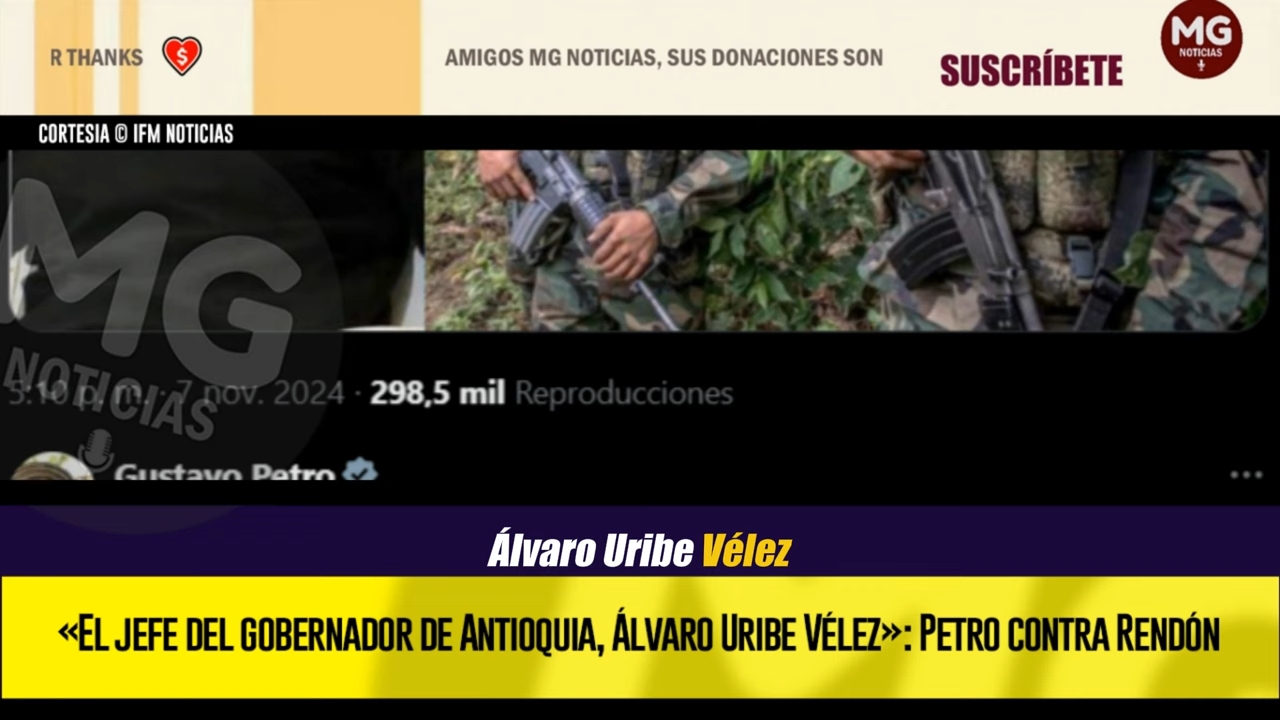 R THANKS
AMIGOS MG NOTICIAS, SUS DONACIONES SON
SUSCRÍBETE
MG
NOTICIAS
CORTESIA © IFM NOTICIAS
MG
NOTICIAS
5:10 p. m. · 7 nov. 2024 · 298,5 mil Reproducciones
Gustavo Petro
Álvaro Uribe Vélez
«EL JEFE DEL GOBERNADOR DE ANTIOQUIA, ÁLVARO URIBE VÉLEZ»: PETRO CONTRA RENDÓN